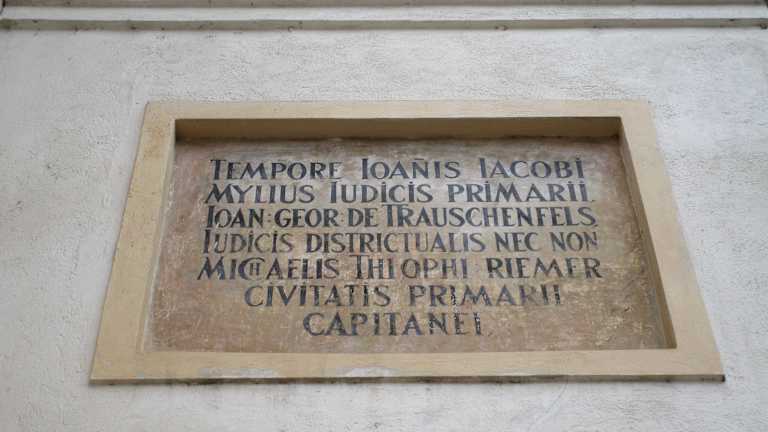 TEMPORE IOAÑIS IACOBI
MYLIUS IUDICIS PRIMARII.
IOAN: GEOR: DE TRAUSCHENFELS,
IUDICIS DISTRICTUALIS NEC NON
MICHAELIS THIOPHI RIEMER
CIVITATIS PRIMARII
CAPITANEI.